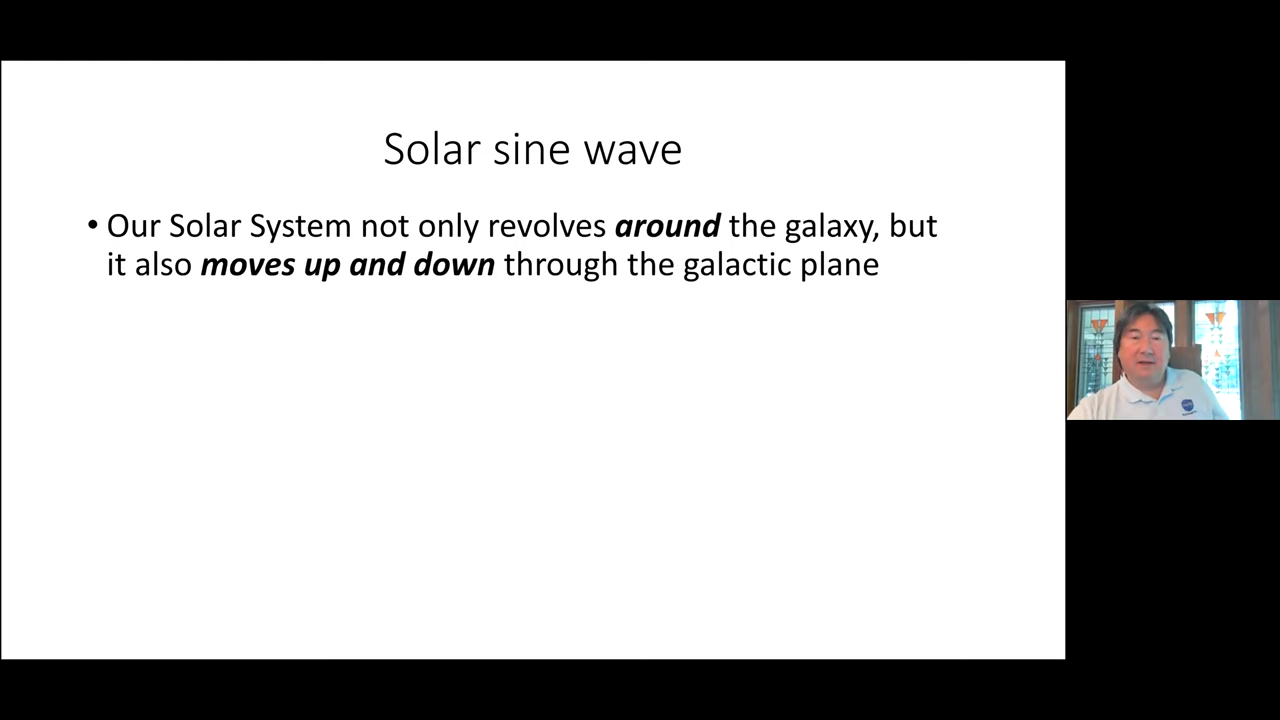 Solar sine wave
• Our Solar System not only revolves around the galaxy, but
it also moves up and down through the galactic plane